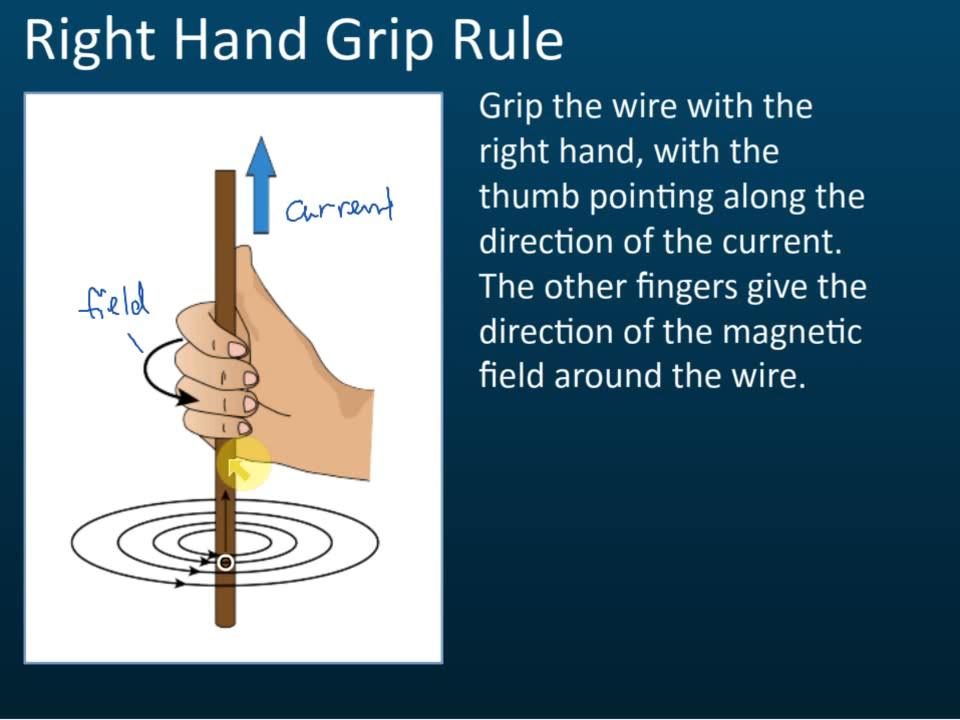 Right Hand Grip Rule
Grip the wire with the
right hand, with the
thumb pointing along the
direction of the current.
The other fingers give the
direction of the magnetic
field around the wire.
current
field